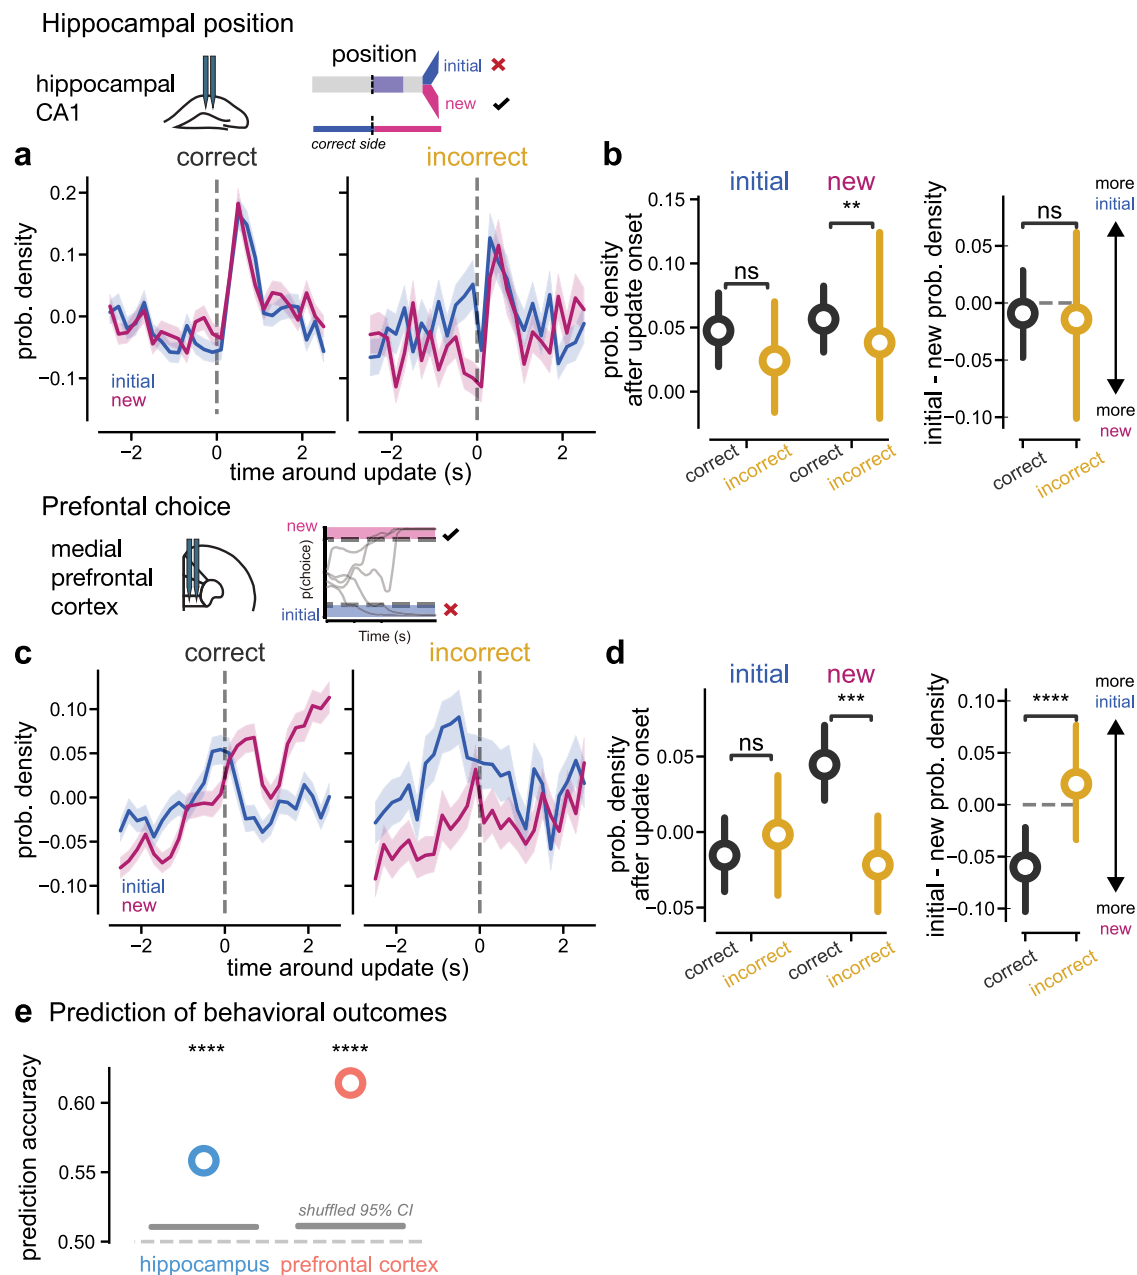 Hippocampal position
hippocampal
CA1
position
initial
new
correct side
a
correct
incorrect
prob. density
0.2
0.1
0.0
−0.1
initial
new
−2
0
2
−2
0
2
time around update (s)
b
initial
new
prob. density
after update onset
0.15
0.10
0.05
0.00
ns
**
correct
incorrect
correct
incorrect
initial - new prob. density
0.05
0.00
−0.05
−0.10
ns
correct
incorrect
more
initial
more
new
Prefontal choice
medial
prefrontal
cortex
new
initial
p(choice)
Time (s)
c
correct
incorrect
prob. density
0.10
0.05
0.00
−0.05
−0.10
initial
new
−2
0
2
−2
0
2
time around update (s)
d
initial
new
prob. density
after update onset
0.05
−0.00
−0.05
ns
***
correct
incorrect
correct
incorrect
initial - new prob. density
0.10
0.05
0.00
−0.05
−0.10
****
correct
incorrect
more
initial
more
new
e Prediction of behavioral outcomes
prediction accuracy
0.60
0.55
0.50
****
****
shuffled 95% CI
hippocampus
prefrontal cortex